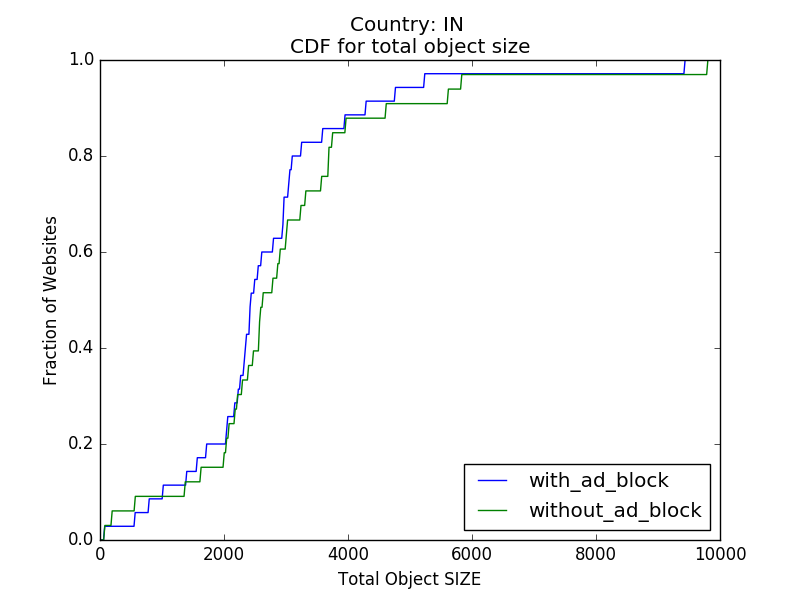 Country: IN
CDF for total object size
1.0
0.8
0.6
0.4
0.2
0.0
Fraction of Websites
with_ad_block
without_ad_block
0 2000 4000 6000 8000 10000
Total Object SIZE